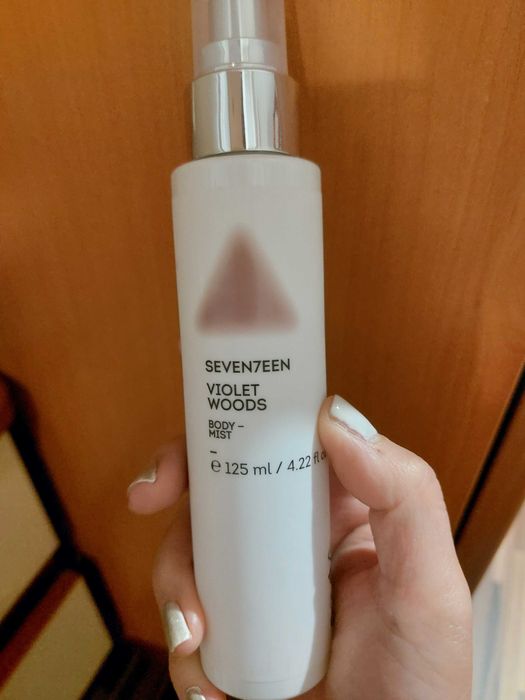 SEVEN7EEN
VIOLET
WOODS
BODY –
MIST
–
℮ 125 ml / 4.22 fl